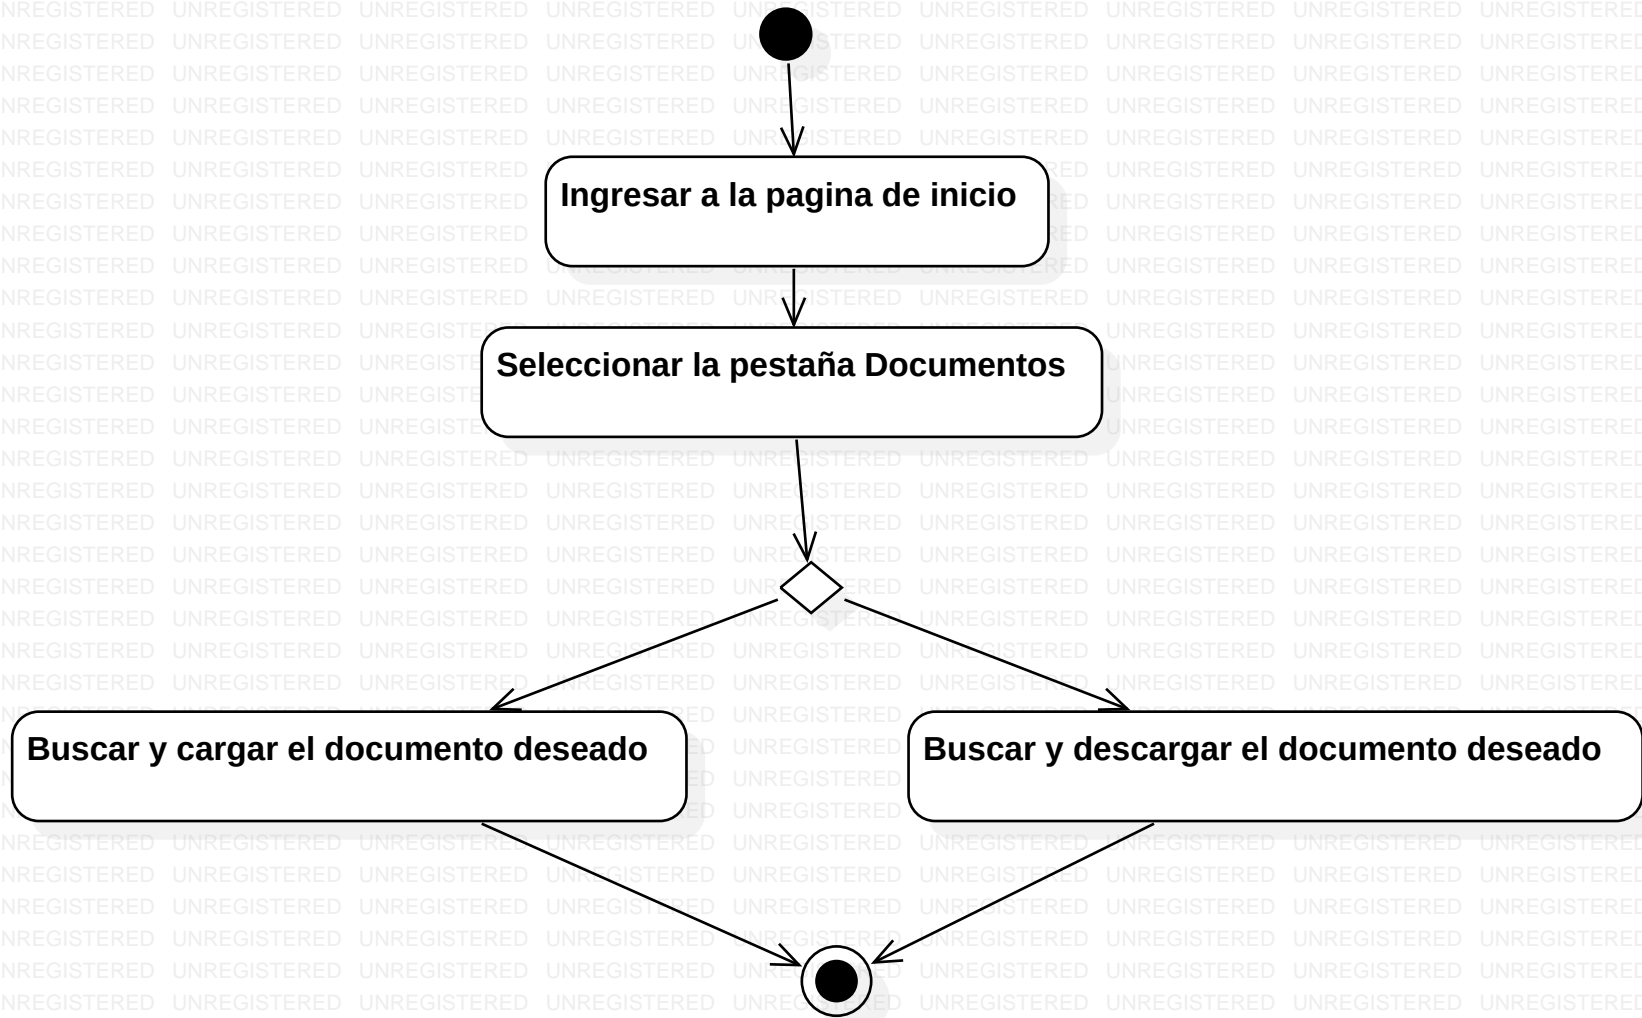 Ingresar a la pagina de inicio
Seleccionar la pestaña Documentos
Buscar y cargar el documento deseado
Buscar y descargar el documento deseado
UNREGISTERED